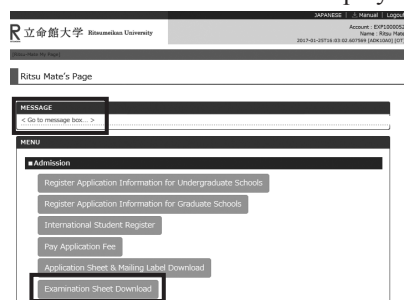 JAPANESE | Manual | Logout
Account : EXP1000052
立命館大学 Ritsumeikan University
Name : Ritsu Mate
Ritsu Mate's Page
MESSAGE
< Go to message box... >
MENU
■Admission
Register Application Information for Undergraduate Schools
Register Application Information for Graduate Schools
International Student Register
Pay Application Fee
Application Sheet & Mailing Label Download
Examination Sheet Download